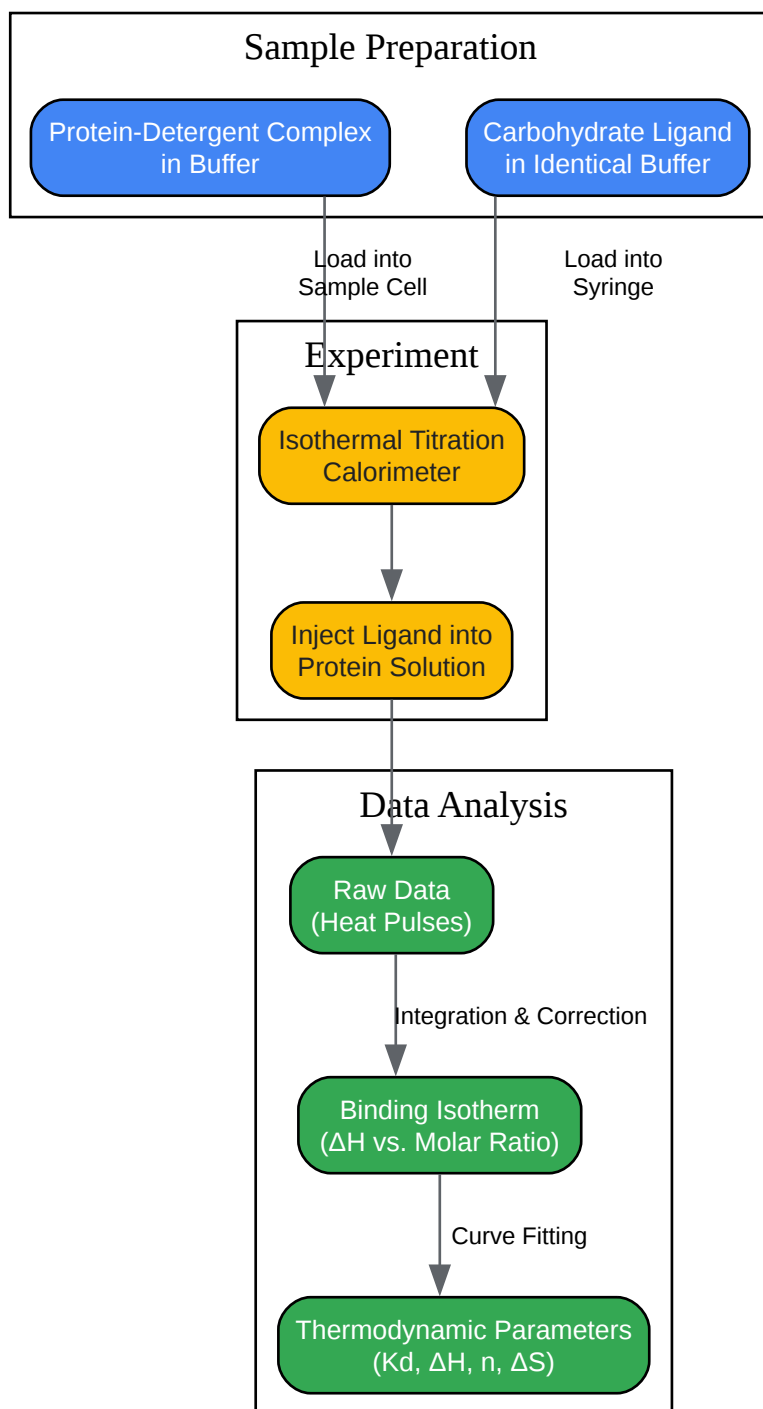 Sample Preparation
Protein-Detergent Complex
in Buffer
Carbohydrate Ligand
in Identical Buffer
Load into
Sample Cell
Load into
Syringe
Experiment
Isothermal Titration
Calorimeter
Inject Ligand into
Protein Solution
Data Analysis
Raw Data
(Heat Pulses)
Integration & Correction
Binding Isotherm
(ΔH vs. Molar Ratio)
Curve Fitting
Thermodynamic Parameters
(Kd, ΔH, n, ΔS)